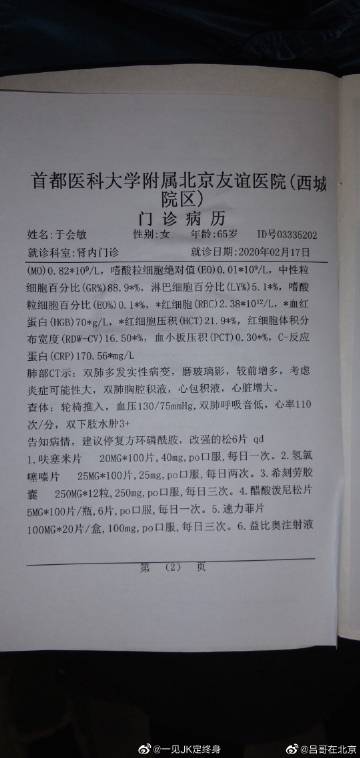 首都医科大学附属北京友谊医院(西城
院区)
门诊病历
姓名:于会敏 性别:女 年龄:65岁 ID号03335202
就诊科室:肾内门诊 就诊日期:2020年02月17日
(MO)0.82*10⁹/L, 嗜酸粒细胞绝对值(EO)0.01*10⁹/L, 中性粒
细胞百分比(GR%)88.9*%, 淋巴细胞百分比(LY%)5.1*%, 嗜酸
粒细胞百分比(EO%)0.1*%, *红细胞(RBC)2.38*10¹²/L, *血红
蛋白(HGB)70*g/L, *红细胞压积(HCT)21.9*%, 红细胞体积分
布宽度(RDW-CV)16.50*%, 血小板压积(PCT)0.30*%, C-反应
蛋白(CRP)170.56*mg/L
肺部CT示: 双肺多发实性病变, 磨玻璃影, 较前增多, 考虑
炎症可能性大, 双肺胸腔积液, 心包积液, 心脏增大。
查体: 轮椅推入, 血压130/75mmHg, 双肺呼吸音低, 心率110
次/分, 双下肢水肿3+
告知病情, 建议停复方环磷酰胺, 改强的松6片 qd
1.呋塞米片 20MG*100片, 40mg, po口服, 每日一次。2.氢氯
噻嗪片 25MG*100片, 25mg, po口服, 每日两次。3.希刻劳胶
囊 250MG*12粒, 250mg, po口服, 每日三次。4.醋酸泼尼松片
5MG*100片/瓶, 6片, po口服, 每日一次。5.速力菲片
100MG*20片/盒, 100mg, po口服, 每日三次。6.益比奥注射液
第 (2) 页
@一见JK定终身
@吕哥在北京